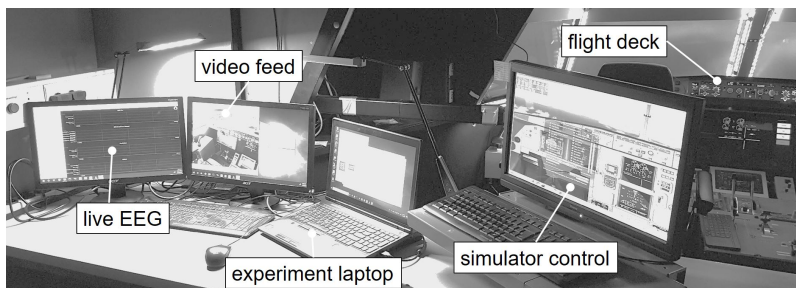 flight deck
video feed
live EEG
simulator control
experiment laptop